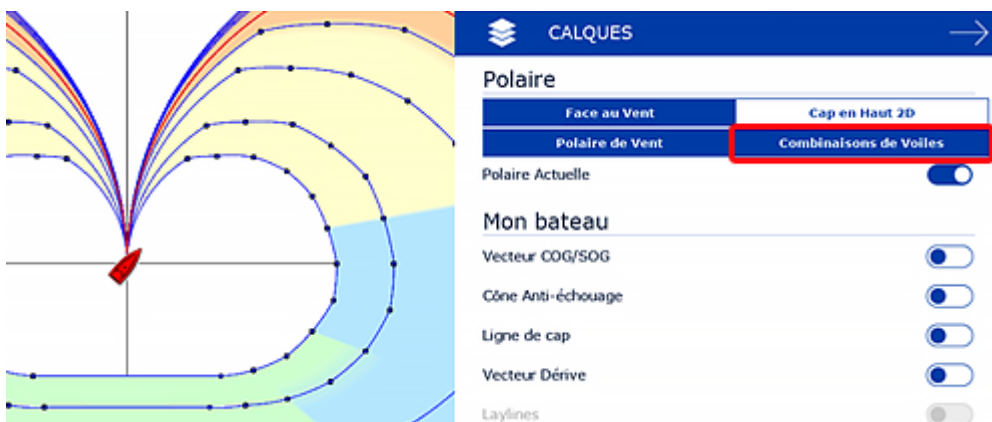 CALQUES
Polaire
Face au Vent Cap en Haut 2D
Polaire de Vent Combinaisons de Voiles
Polaire Actuelle
Mon bateau
Vecteur COG/SOG
Cône Anti-échouage
Ligne de cap
Vecteur Dérive
Laylines